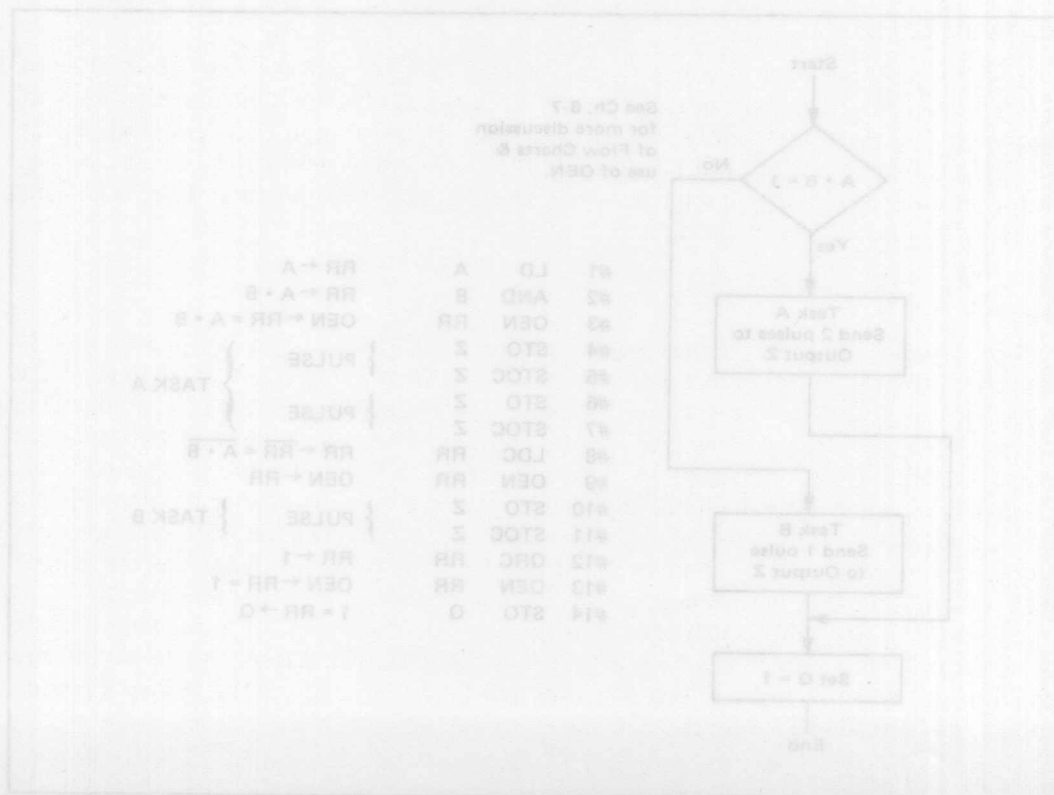 Start
A • B = 1
No
Yes
Task A
Send 2 pulses to
Output Z
Task B
Send 1 pulse
to Output Z
Set Q = 1
End
See Ch. 6-7
for more discussion
of Flow Charts &
use of OEN.
#1 LD A RR ← A
#2 AND B RR ← A • B
#3 OEN RR OEN ← RR = A • B
#4 STO Z } PULSE
#5 STOC Z
#6 STO Z } PULSE
#7 STOC Z
} TASK A
#8 LDC RR RR ← R̅R̅ = A̅ ̅•̅ ̅B̅
#9 OEN RR OEN ← RR
#10 STO Z } PULSE } TASK B
#11 STOC Z
#12 ORC RR RR ← 1
#13 OEN RR OEN ← RR = 1
#14 STO Q 1 = RR → Q